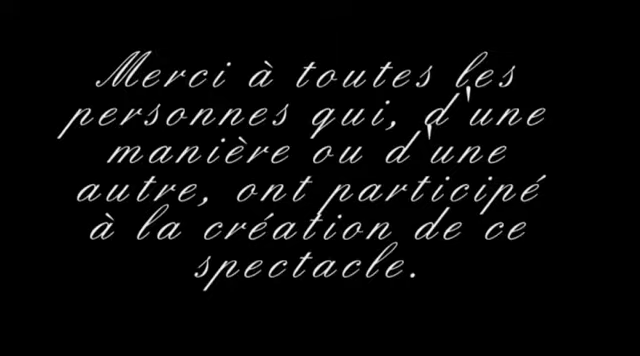 Merci à toutes les
personnes qui, d'une
manière ou d'une
autre, ont participé
à la création de ce
spectacle.